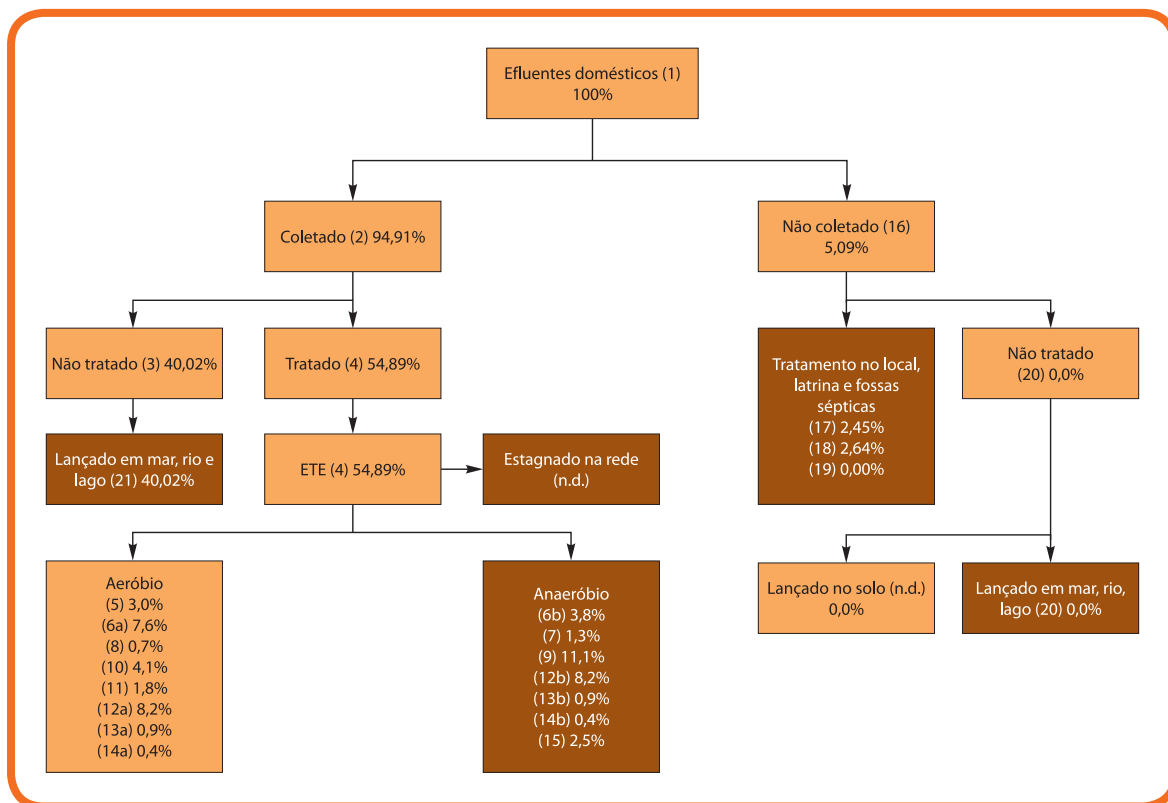 Efluentes domésticos (1)
100%
Coletado (2) 94,91%
Não coletado (16)
5,09%
Não tratado (3) 40,02%
Tratado (4) 54,89%
Tratamento no local,
latrina e fossas
sépticas
(17) 2,45%
(18) 2,64%
(19) 0,00%
Não tratado
(20) 0,0%
Lançado em mar, rio e
lago (21) 40,02%
ETE (4) 54,89%
Estagnado na rede
(n.d.)
Aeróbio
(5) 3,0%
(6a) 7,6%
(8) 0,7%
(10) 4,1%
(11) 1,8%
(12a) 8,2%
(13a) 0,9%
(14a) 0,4%
Anaeróbio
(6b) 3,8%
(7) 1,3%
(9) 11,1%
(12b) 8,2%
(13b) 0,9%
(14b) 0,4%
(15) 2,5%
Lançado no solo (n.d.)
0,0%
Lançado em mar, rio,
lago (20) 0,0%